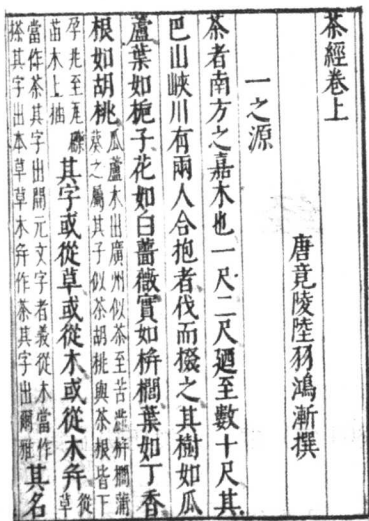 茶經卷上
唐竟陵陸羽鴻漸撰
一之源
茶者南方之嘉木也一尺二尺廼至數十尺其
巴山峽川有兩人合抱者伐而掇之其樹如瓜
蘆葉如梔子花如白薔薇實如栟櫚葉如丁香
根如胡桃 瓜蘆木出廣州似茶至苦澁栟櫚蒲
葵之屬其子似茶胡桃與茶根皆下
孕兆至瓦礫
苗木上抽 其字或從草或從木或從木幷 從草
當作茶其字出開元文字者義從木當作
搽其字出本草草木幷作荼其字出爾雅 其名